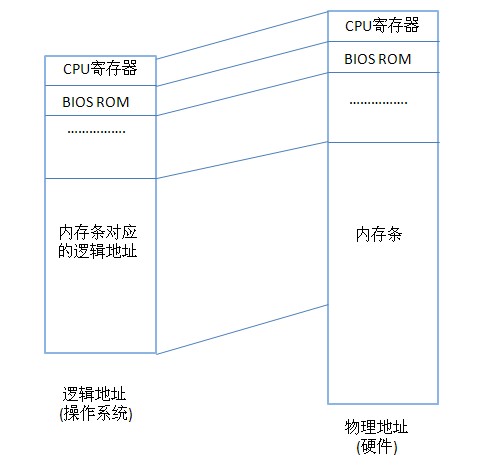 CPU寄存器
BIOS ROM
…………….
内存条对应
的逻辑地址
逻辑地址
(操作系统)
CPU寄存器
BIOS ROM
…………….
内存条
物理地址
(硬件)